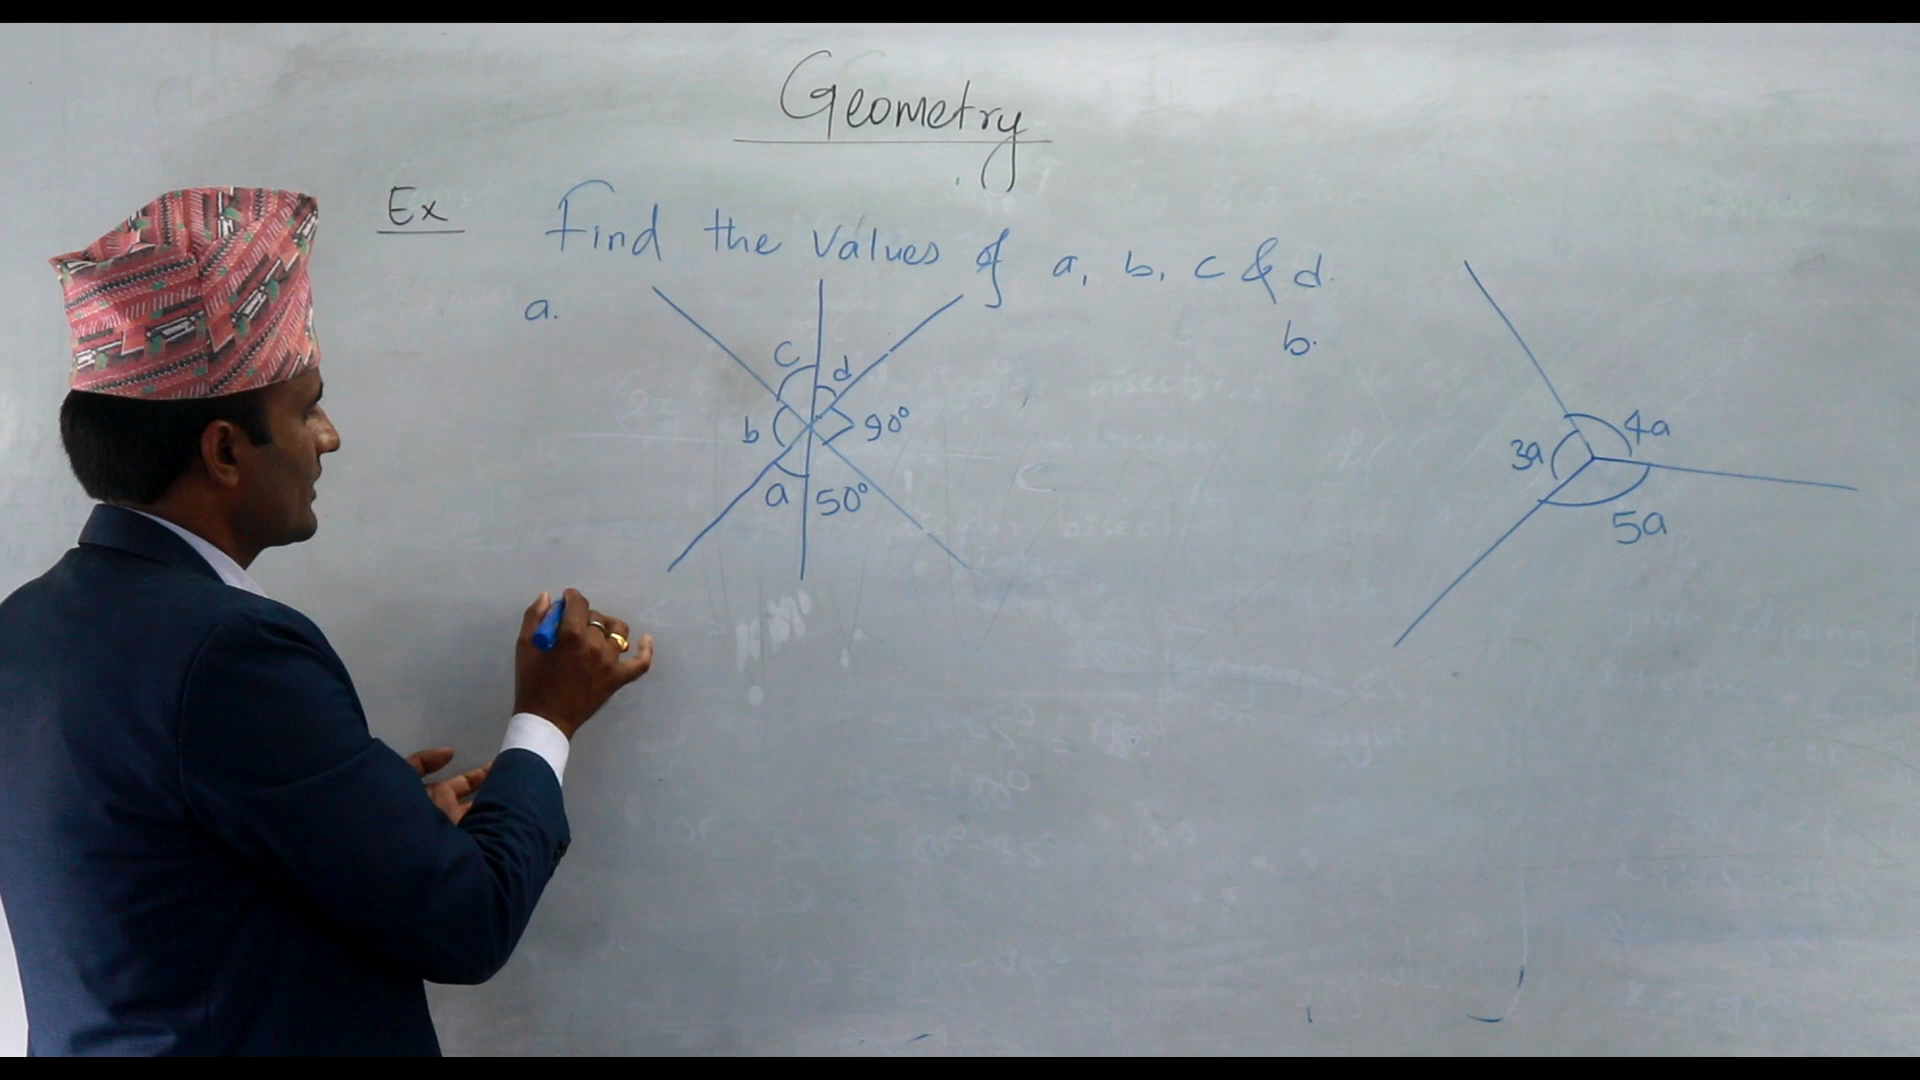 Geometry
Ex Find the values of a, b, c & d.
a.
b.
c d
b 90°
a 50°
4a
3a
5a